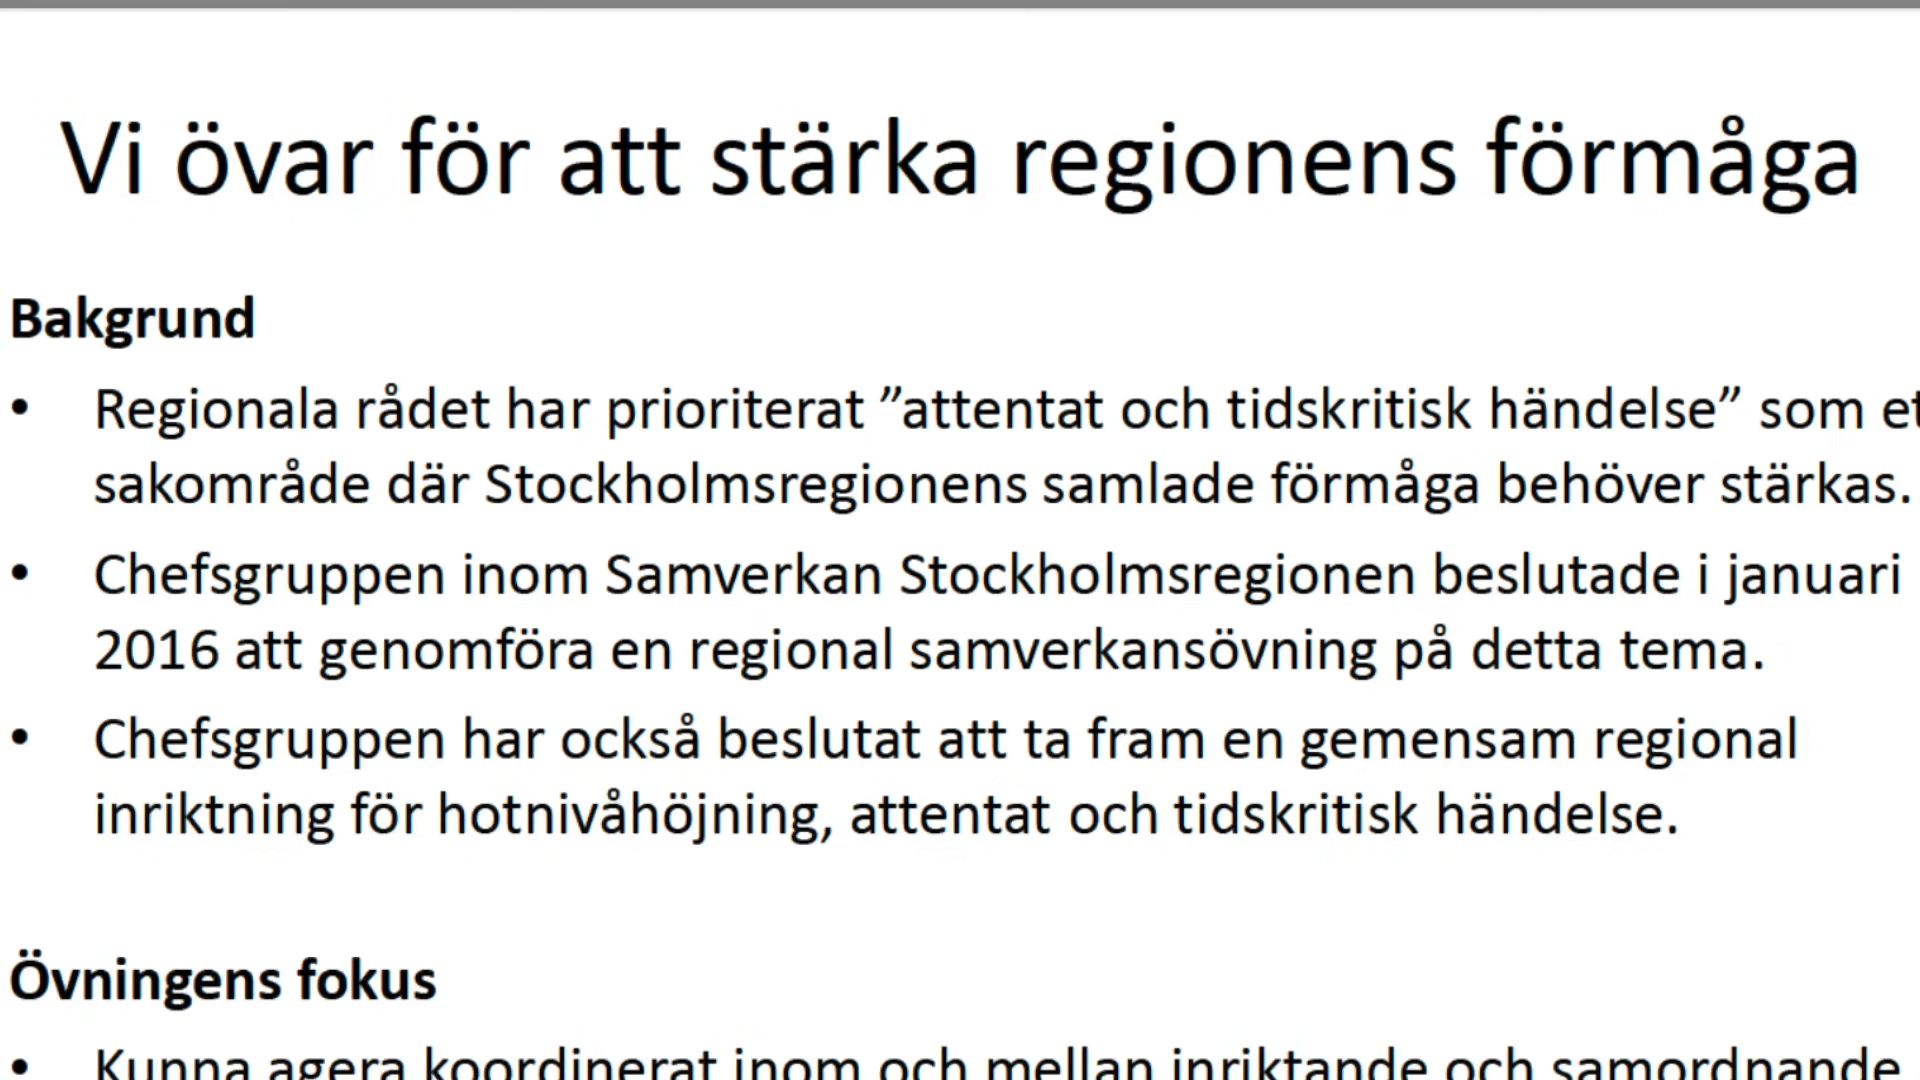 Vi övar för att stärka regionens förmåga
Bakgrund
• Regionala rådet har prioriterat ”attentat och tidskritisk händelse” som et
sakområde där Stockholmsregionens samlade förmåga behöver stärkas.
• Chefsgruppen inom Samverkan Stockholmsregionen beslutade i januari
2016 att genomföra en regional samverkansövning på detta tema.
• Chefsgruppen har också beslutat att ta fram en gemensam regional
inriktning för hotnivåhöjning, attentat och tidskritisk händelse.
Övningens fokus
• Kunna agera koordinerat inom och mellan inriktande och samordnande